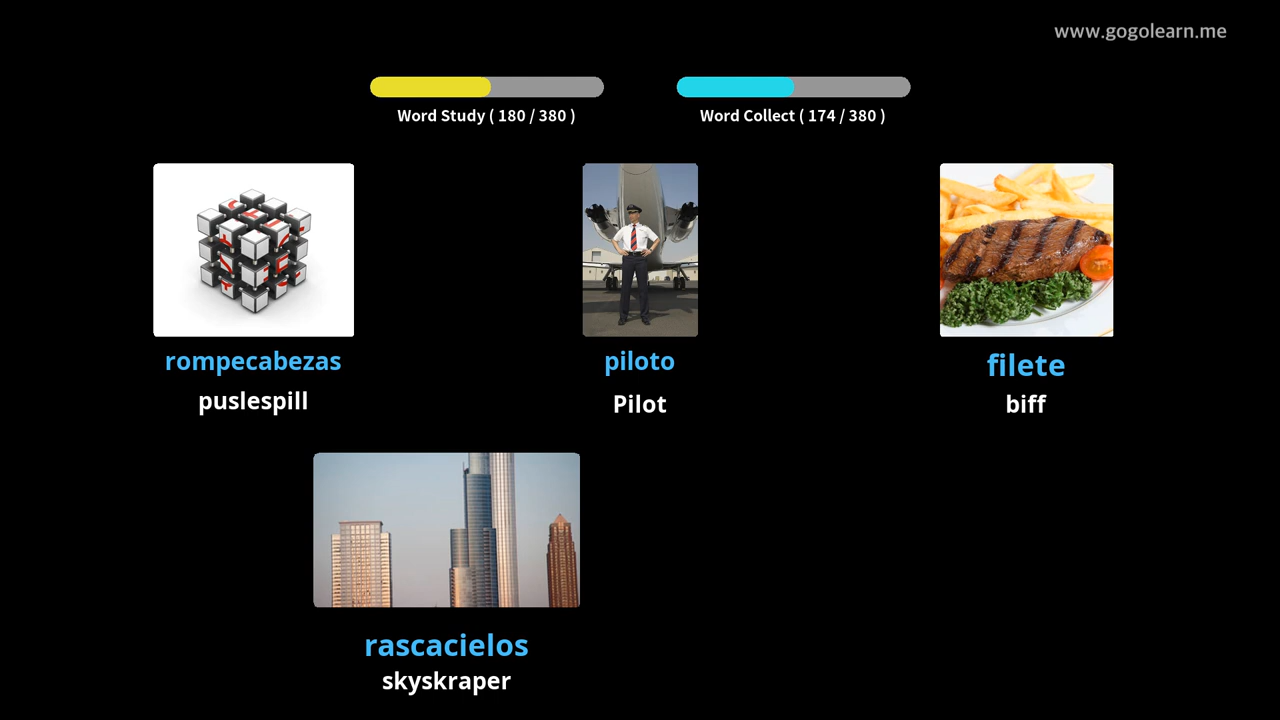 www.gogolearn.me
Word Study ( 180 / 380 )
Word Collect ( 174 / 380 )
rompecabezas
puslespill
piloto
Pilot
filete
biff
rascacielos
skyskraper